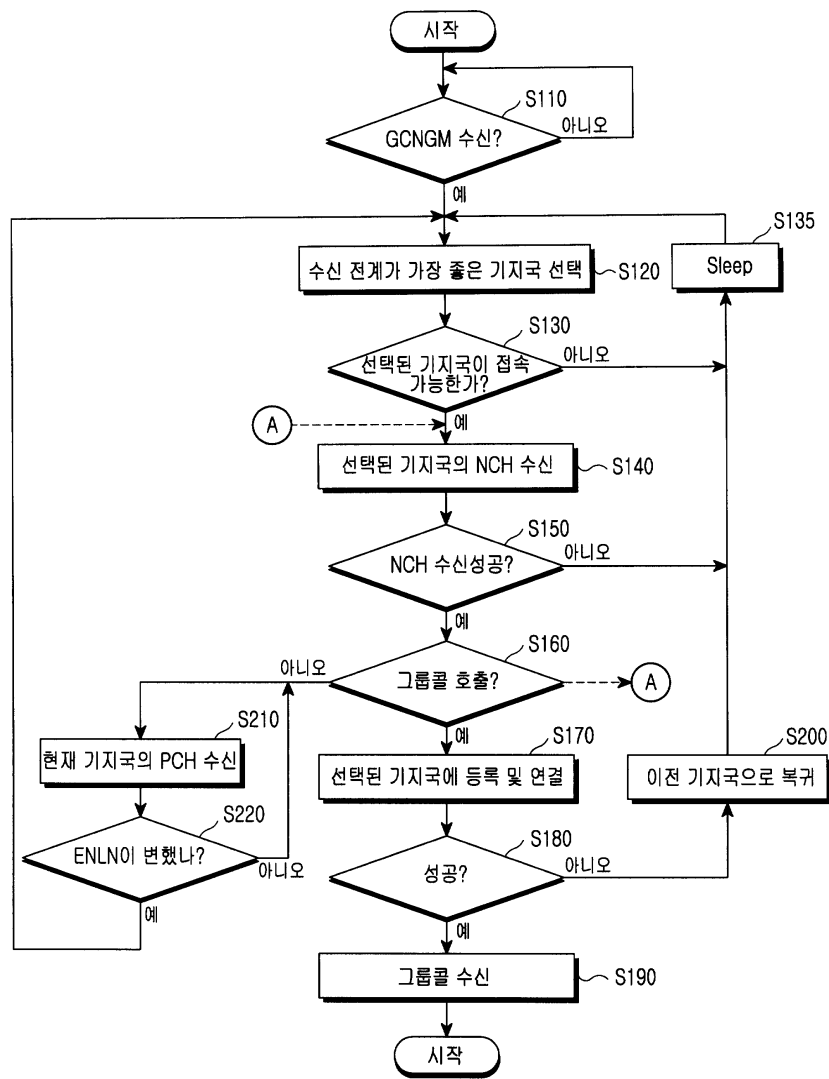 시작
S110
GCNGM 수신?
아니오
예
S135
Sleep
수신 전계가 가장 좋은 기지국 선택
S120
S130
선택된 기지국이 접속
가능한가?
아니오
예
A
선택된 기지국의 NCH 수신
S140
S150
NCH 수신성공?
아니오
예
S160
그룹콜 호출?
아니오
A
예
S210
현재 기지국의 PCH 수신
S170
선택된 기지국에 등록 및 연결
S200
이전 기지국으로 복귀
S220
ENLN이 변했나?
아니오
예
S180
성공?
아니오
예
그룹콜 수신
S190
시작